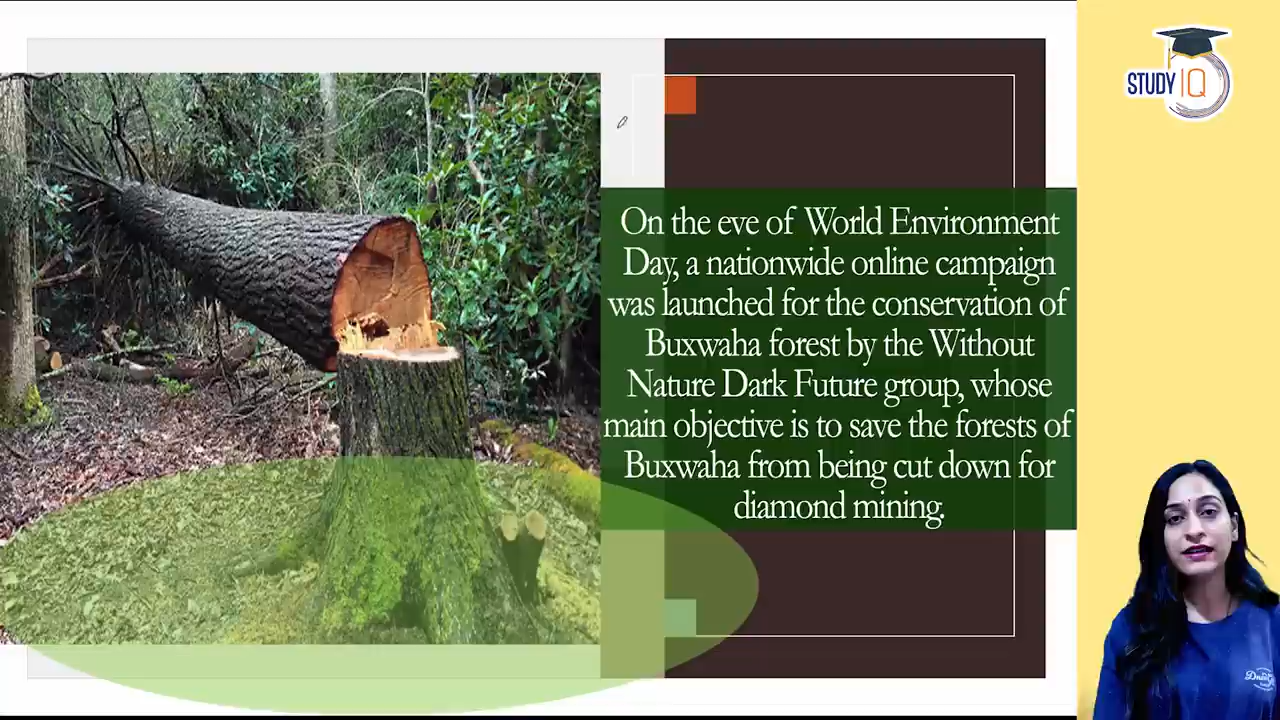 STUDY IQ
On the eve of World Environment
Day, a nationwide online campaign
was launched for the conservation of
Buxwaha forest by the Without
Nature Dark Future group, whose
main objective is to save the forests of
Buxwaha from being cut down for
diamond mining.